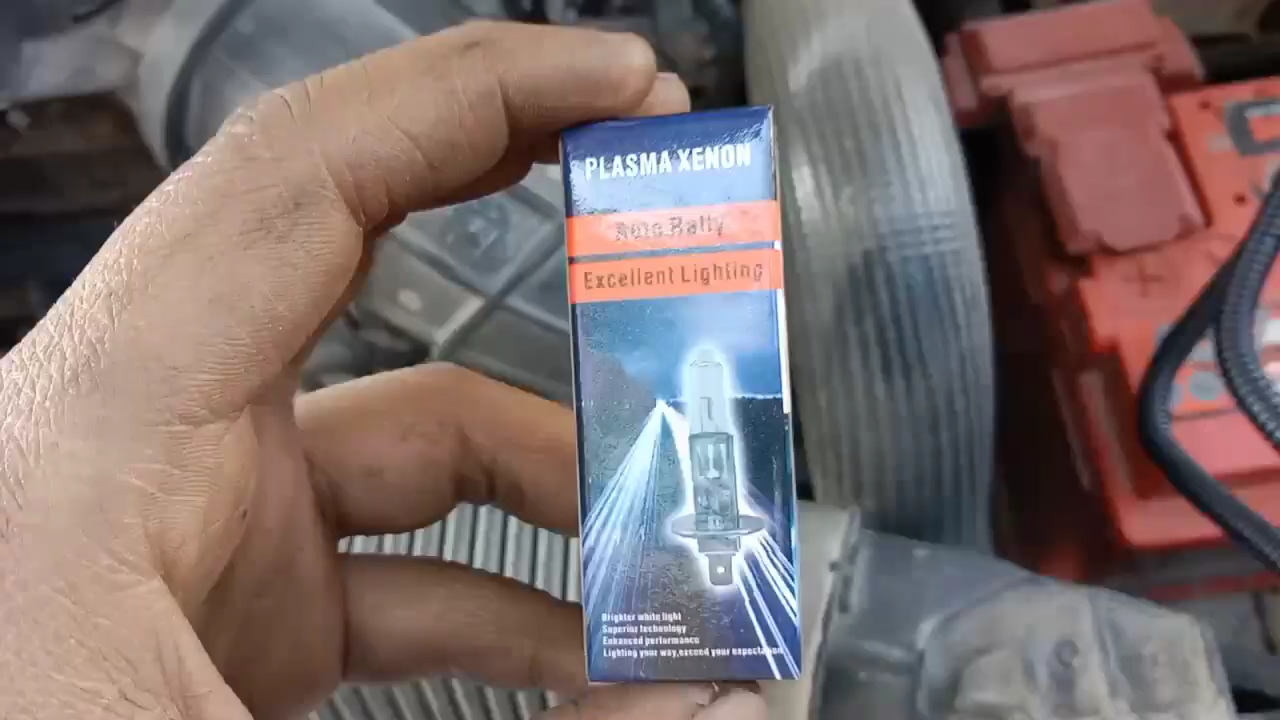 PLASMA XENON
Auto Rally
Excellent Lighting
Brighter white light
Superior technology
Enhanced performance
Lighting your way,exceed your expectation